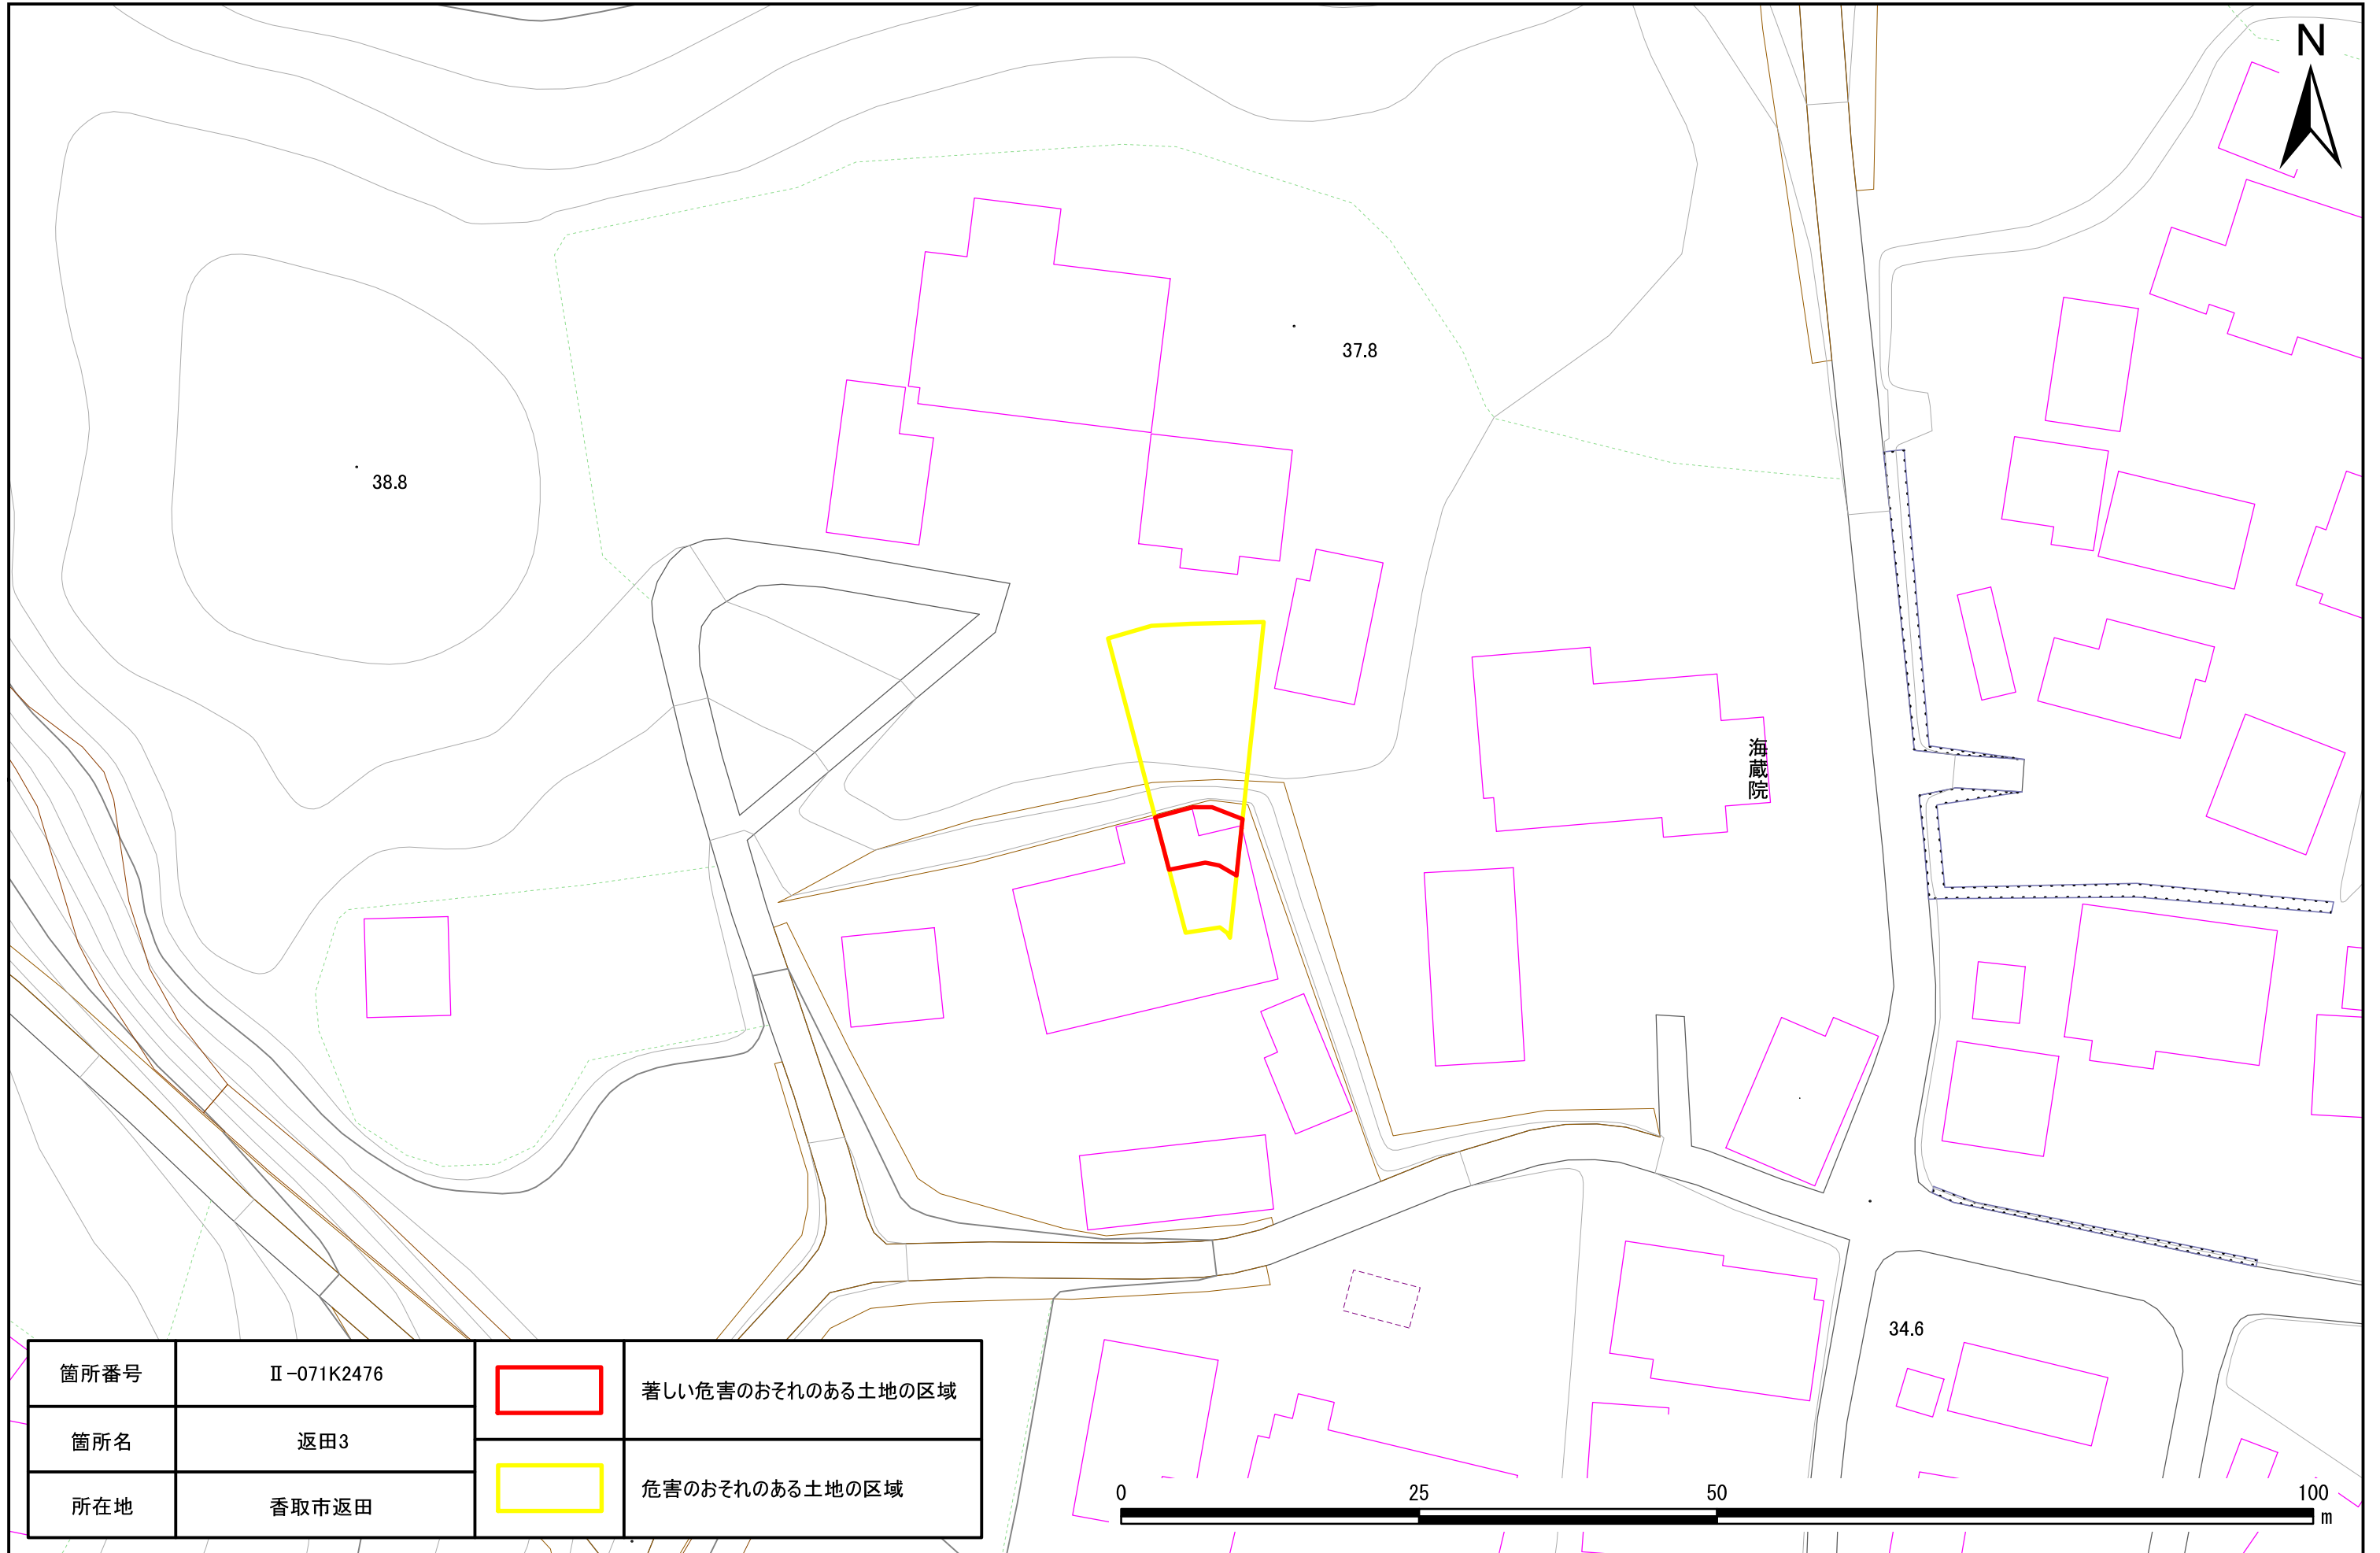 N
37.8
38.8
海蔵院
34.6
箇所番号 Ⅱ-071K2476
箇所名 返田3
所在地 香取市返田
著しい危害のおそれのある土地の区域
危害のおそれのある土地の区域
0 25 50 100
m